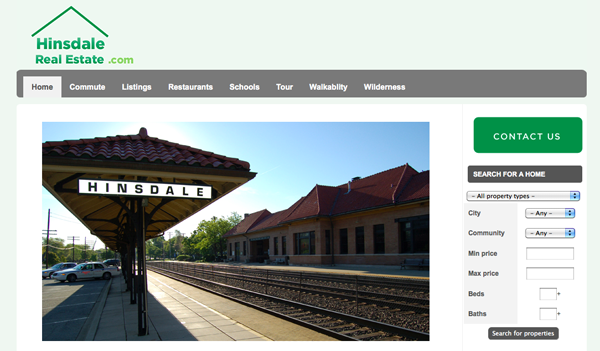 Hinsdale
Real Estate .com
Home Commute Listings Restaurants Schools Tour Walkablity Wilderness
HINSDALE
CONTACT US
SEARCH FOR A HOME
– All property types –
City – Any –
Community – Any –
Min price
Max price
Beds +
Baths +
Search for properties